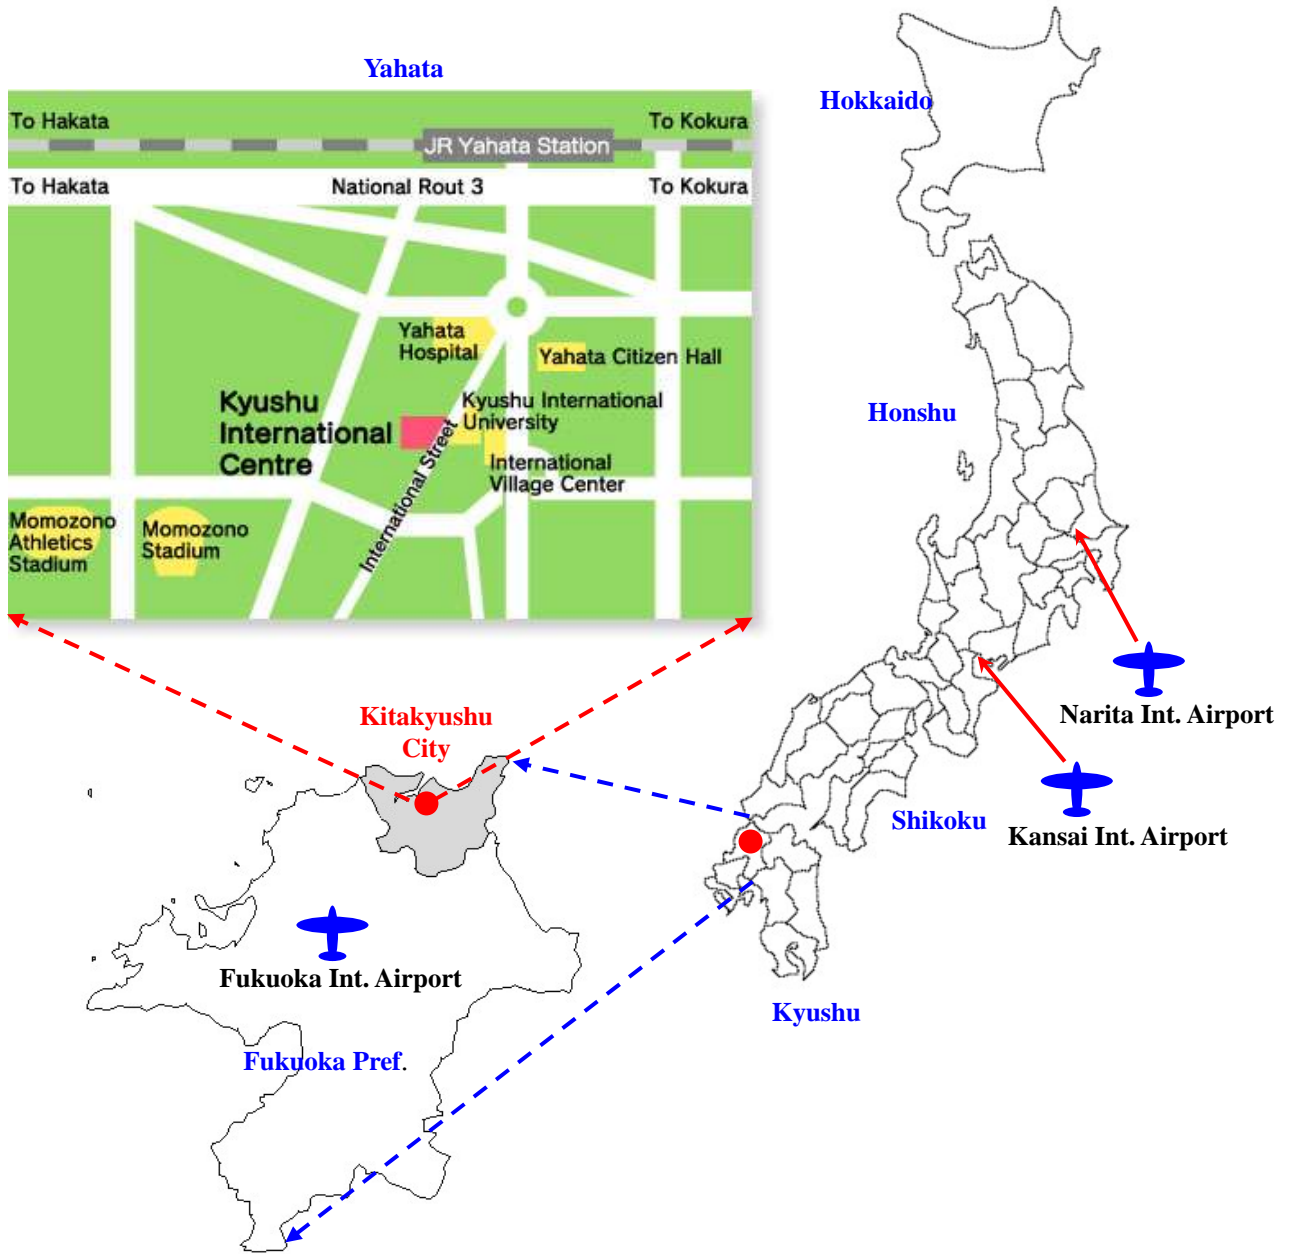 Yahata
To Hakata
To Kokura
JR Yahata Station
To Hakata
National Rout 3
To Kokura
Yahata
Hospital
Yahata Citizen Hall
Kyushu
International
Centre
Kyushu International
University
International Street
International
Village Center
Momozono
Athletics
Stadium
Momozono
Stadium
Hokkaido
Honshu
Narita Int. Airport
Kansai Int. Airport
Shikoku
Kyushu
Kitakyushu
City
Fukuoka Int. Airport
Fukuoka Pref.